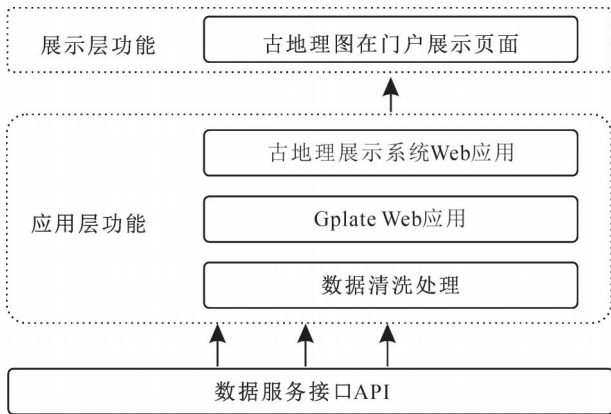 展示层功能
古地理图在门户展示页面
古地理展示系统Web应用
应用层功能
Gplate Web应用
数据清洗处理
数据服务接口API